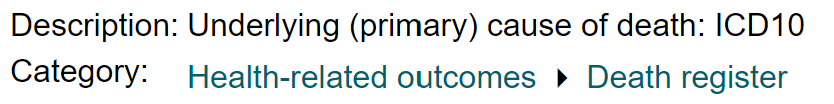 Description: Underlying (primary) cause of death: ICD10
Category: Health-related outcomes ▸ Death register